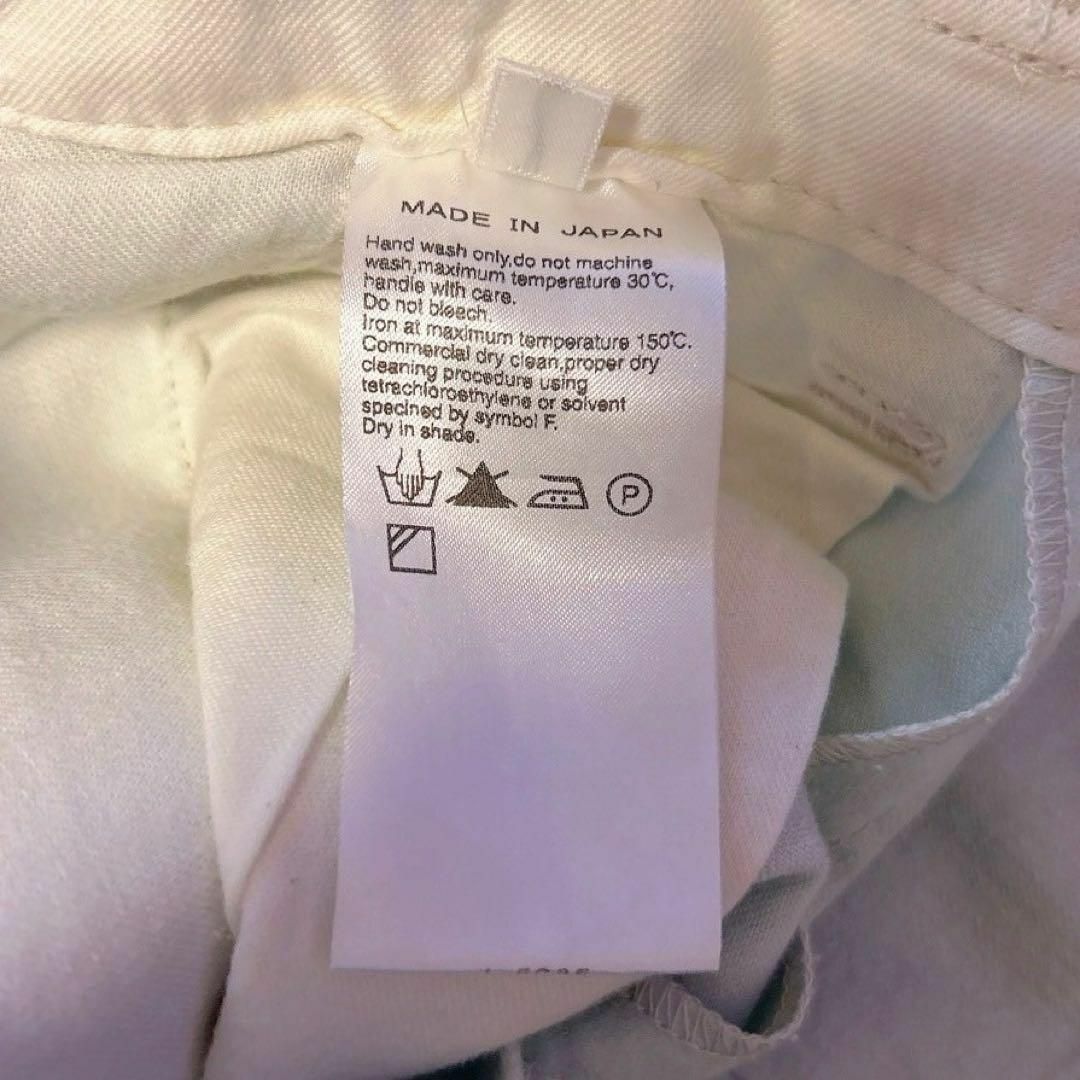 MADE IN JAPAN
Hand wash only,do not machine
wash,maximum temperature 30℃,
handle with care.
Do not bleach.
Iron at maximum temperature 150℃.
Commercial dry clean,proper dry
cleaning procedure using
tetrachloroethylene or solvent
specined by symbol F.
Dry in shade.
P